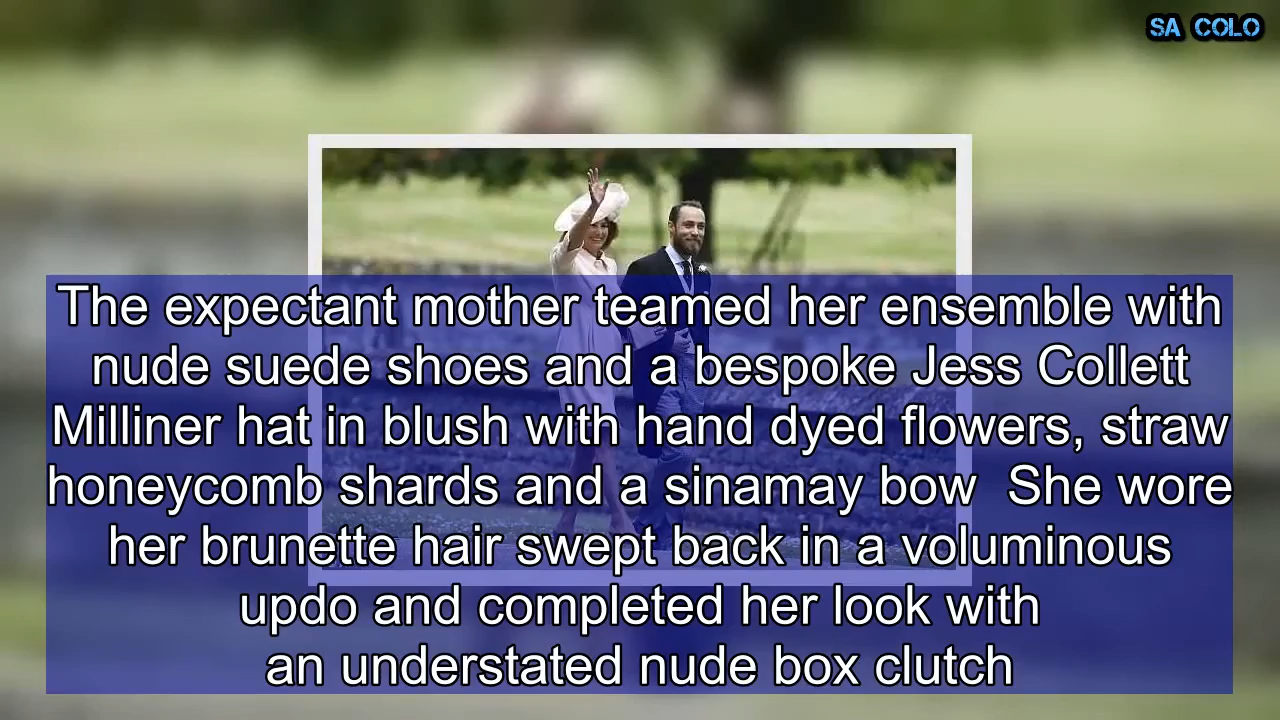 SA COLO
The expectant mother teamed her ensemble with
nude suede shoes and a bespoke Jess Collett
Milliner hat in blush with hand dyed flowers, straw
honeycomb shards and a sinamay bow  She wore
her brunette hair swept back in a voluminous
updo and completed her look with
an understated nude box clutch